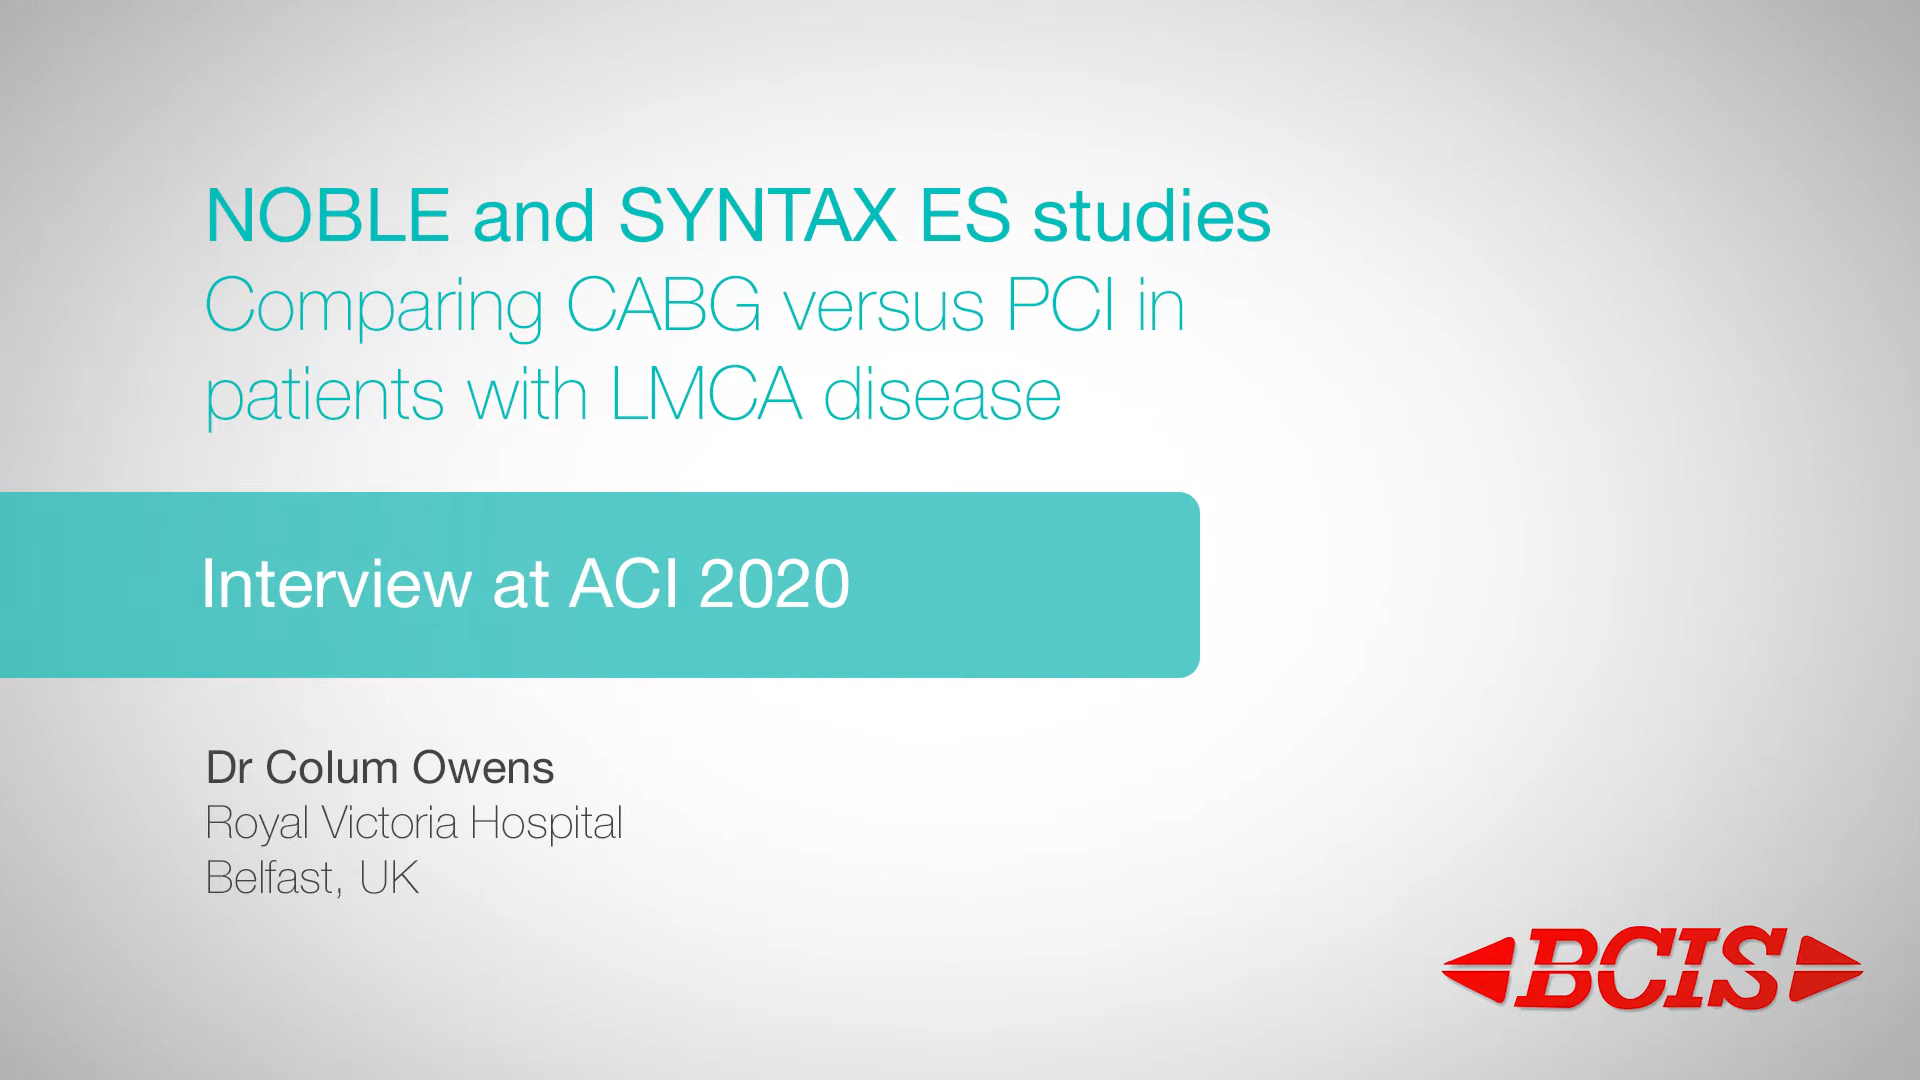 NOBLE and SYNTAX ES studies
Comparing CABG versus PCI in
patients with LMCA disease
Interview at ACI 2020
Dr Colum Owens
Royal Victoria Hospital
Belfast, UK
BCIS